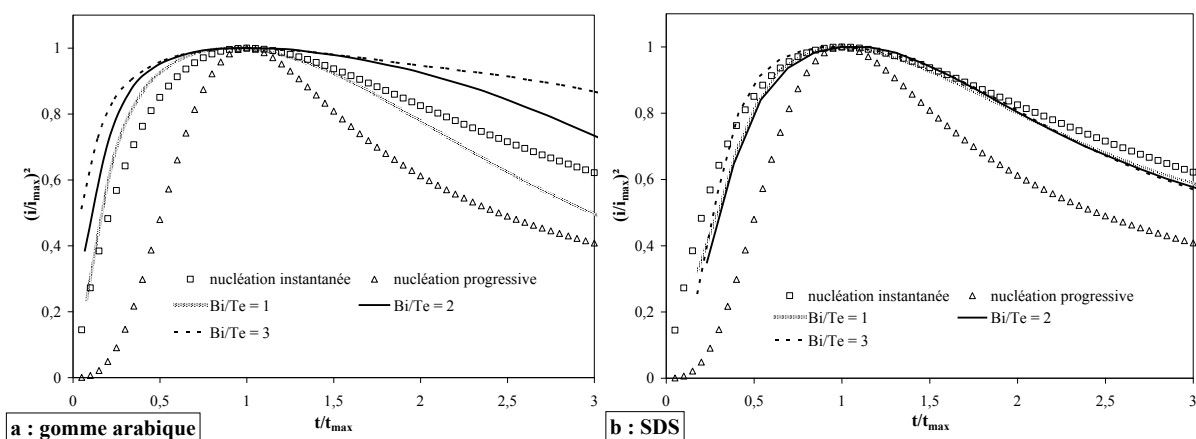 1
0,8
0,6
0,4
0,2
0
(i/imax)²
0 0,5 1 1,5 2 2,5 3
t/tmax
nucléation instantanée
nucléation progressive
Bi/Te = 1
Bi/Te = 2
Bi/Te = 3
a : gomme arabique
1
0,8
0,6
0,4
0,2
0
(i/imax)²
0 0,5 1 1,5 2 2,5 3
t/tmax
nucléation instantanée
nucléation progressive
Bi/Te = 1
Bi/Te = 2
Bi/Te = 3
b : SDS